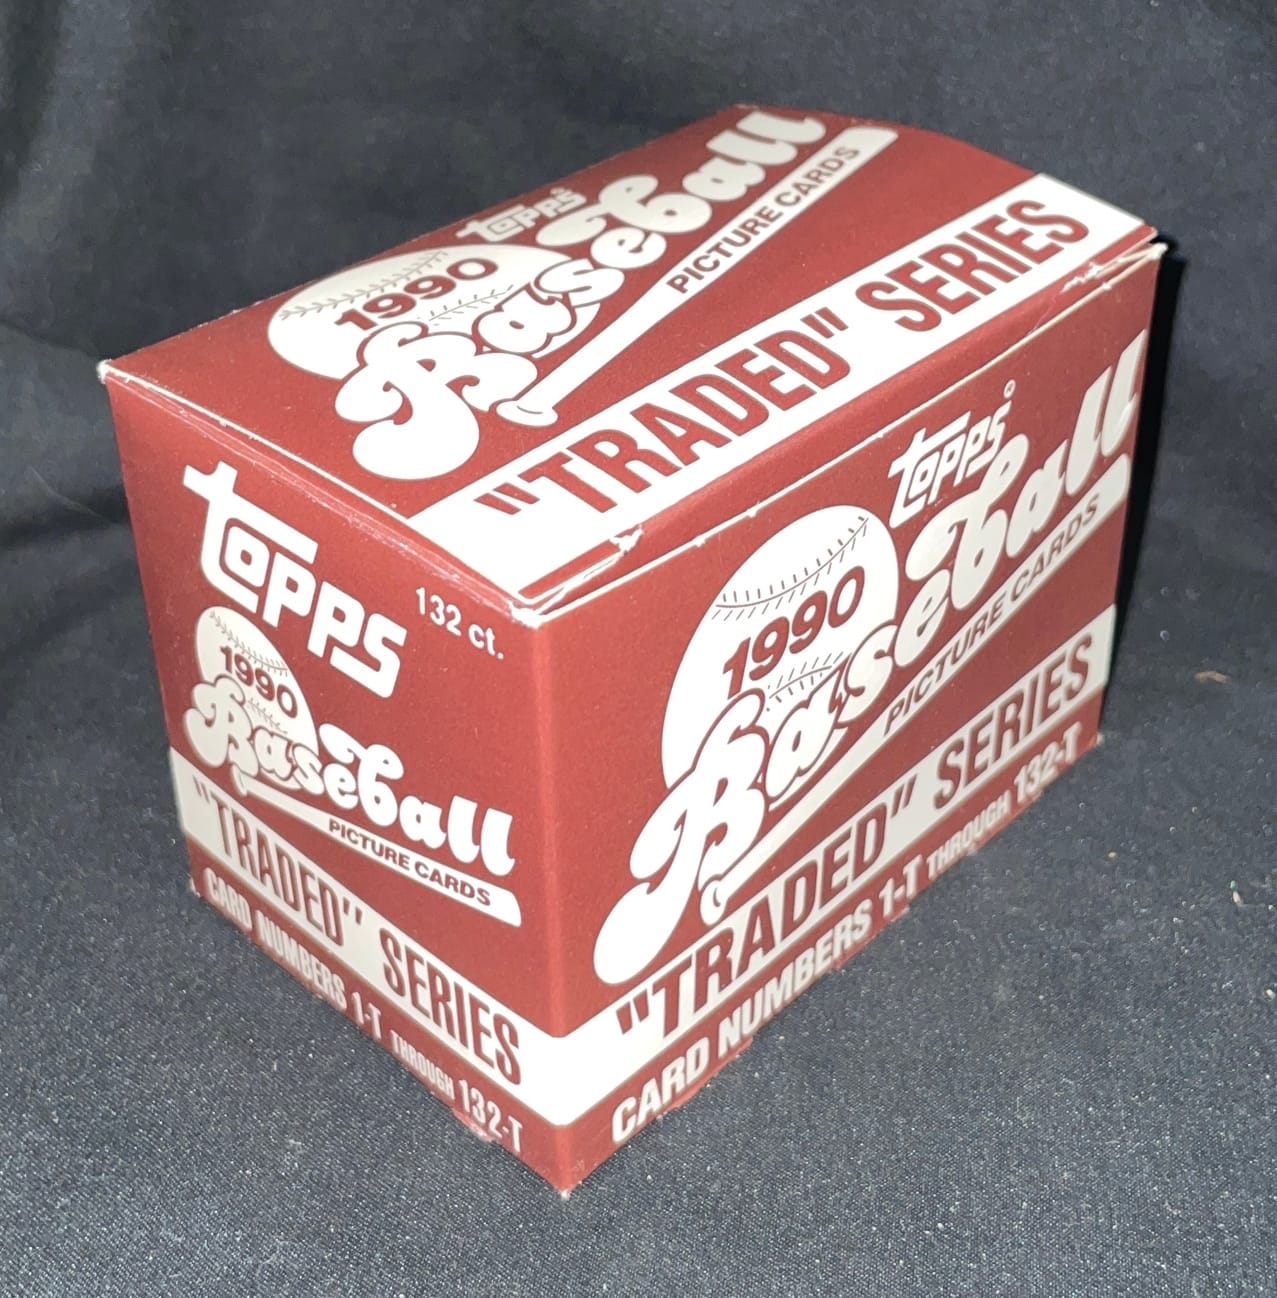 TOPPS
1990
Baseball
PICTURE CARDS
"TRADED" SERIES
TOPPS
132 ct.
1990
Baseball
PICTURE CARDS
"TRADED" SERIES
CARD NUMBERS 1-T THROUGH 132-T
TOPPS®
1990
Baseball
PICTURE CARDS
"TRADED" SERIES
CARD NUMBERS 1-T THROUGH 132-T